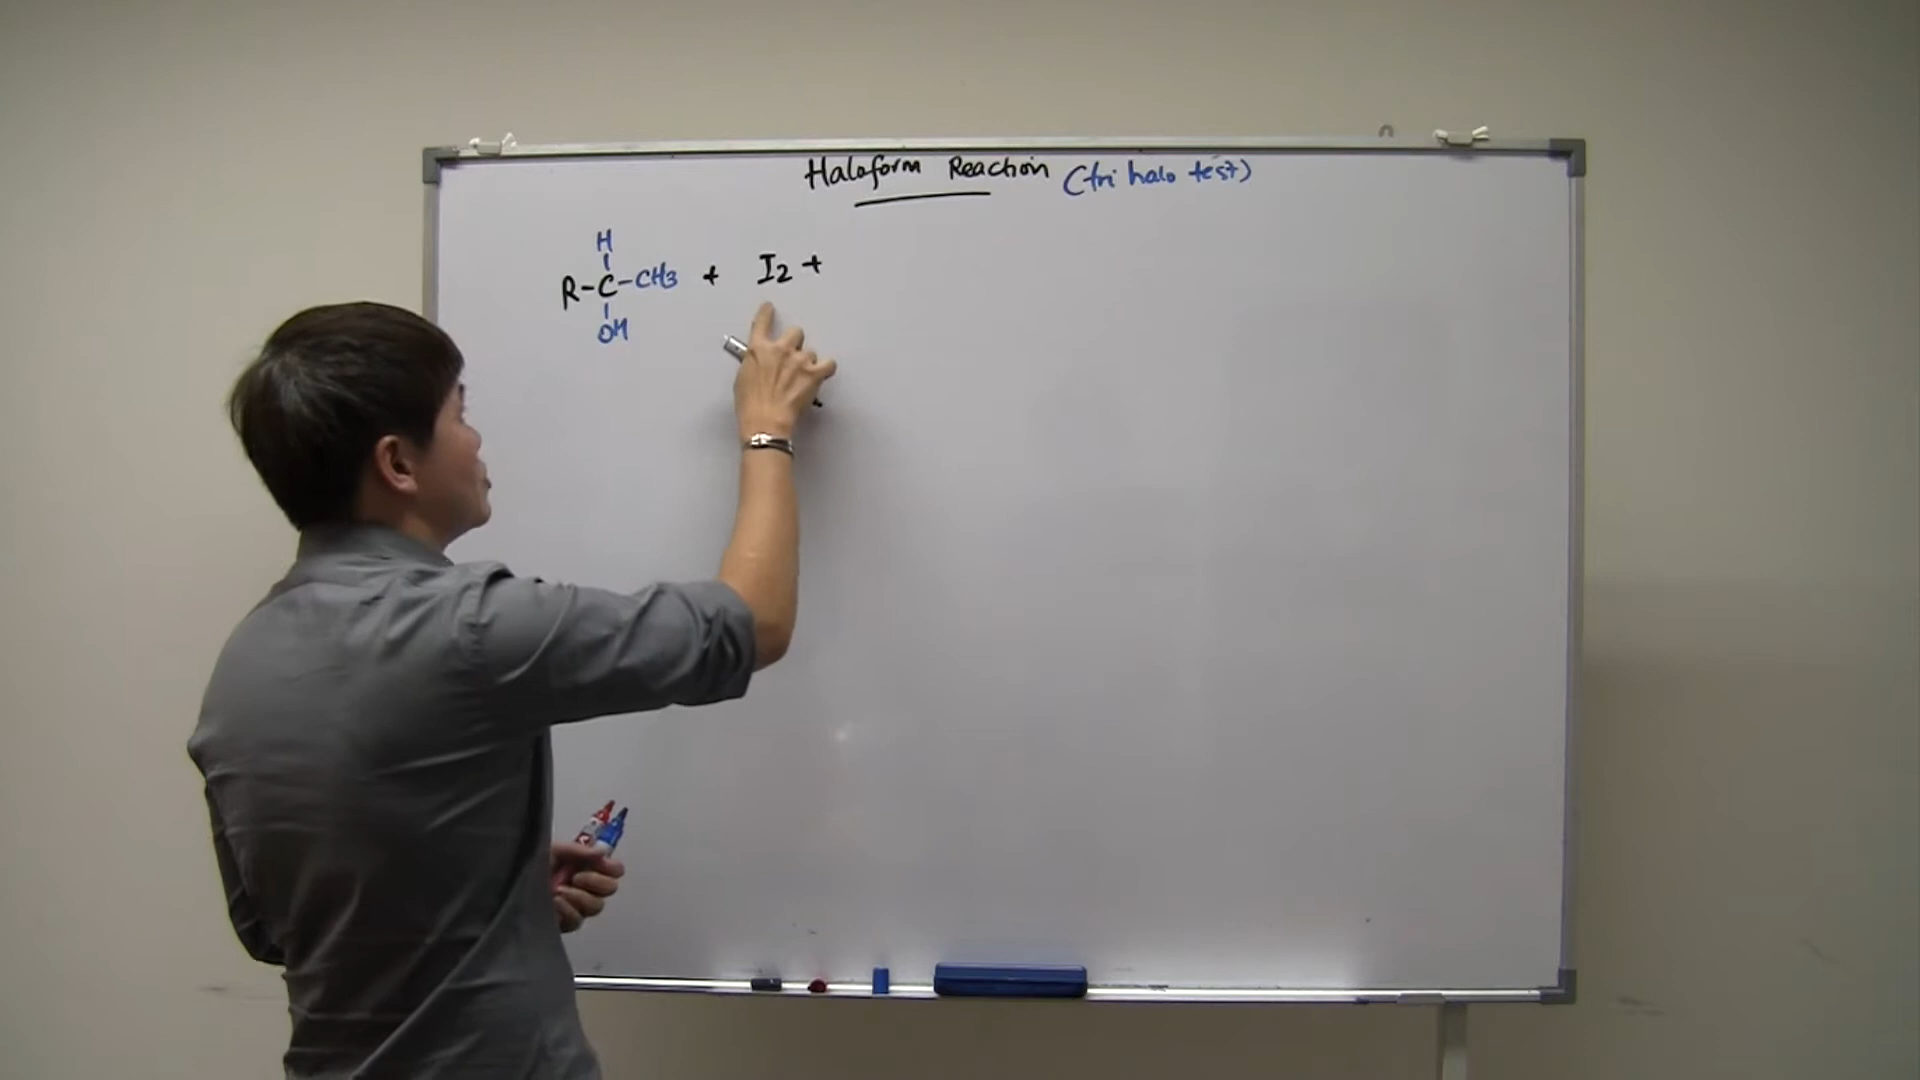 Haloform Reaction (tri halo test)
H
R-C-CH3 + I2 +
OH